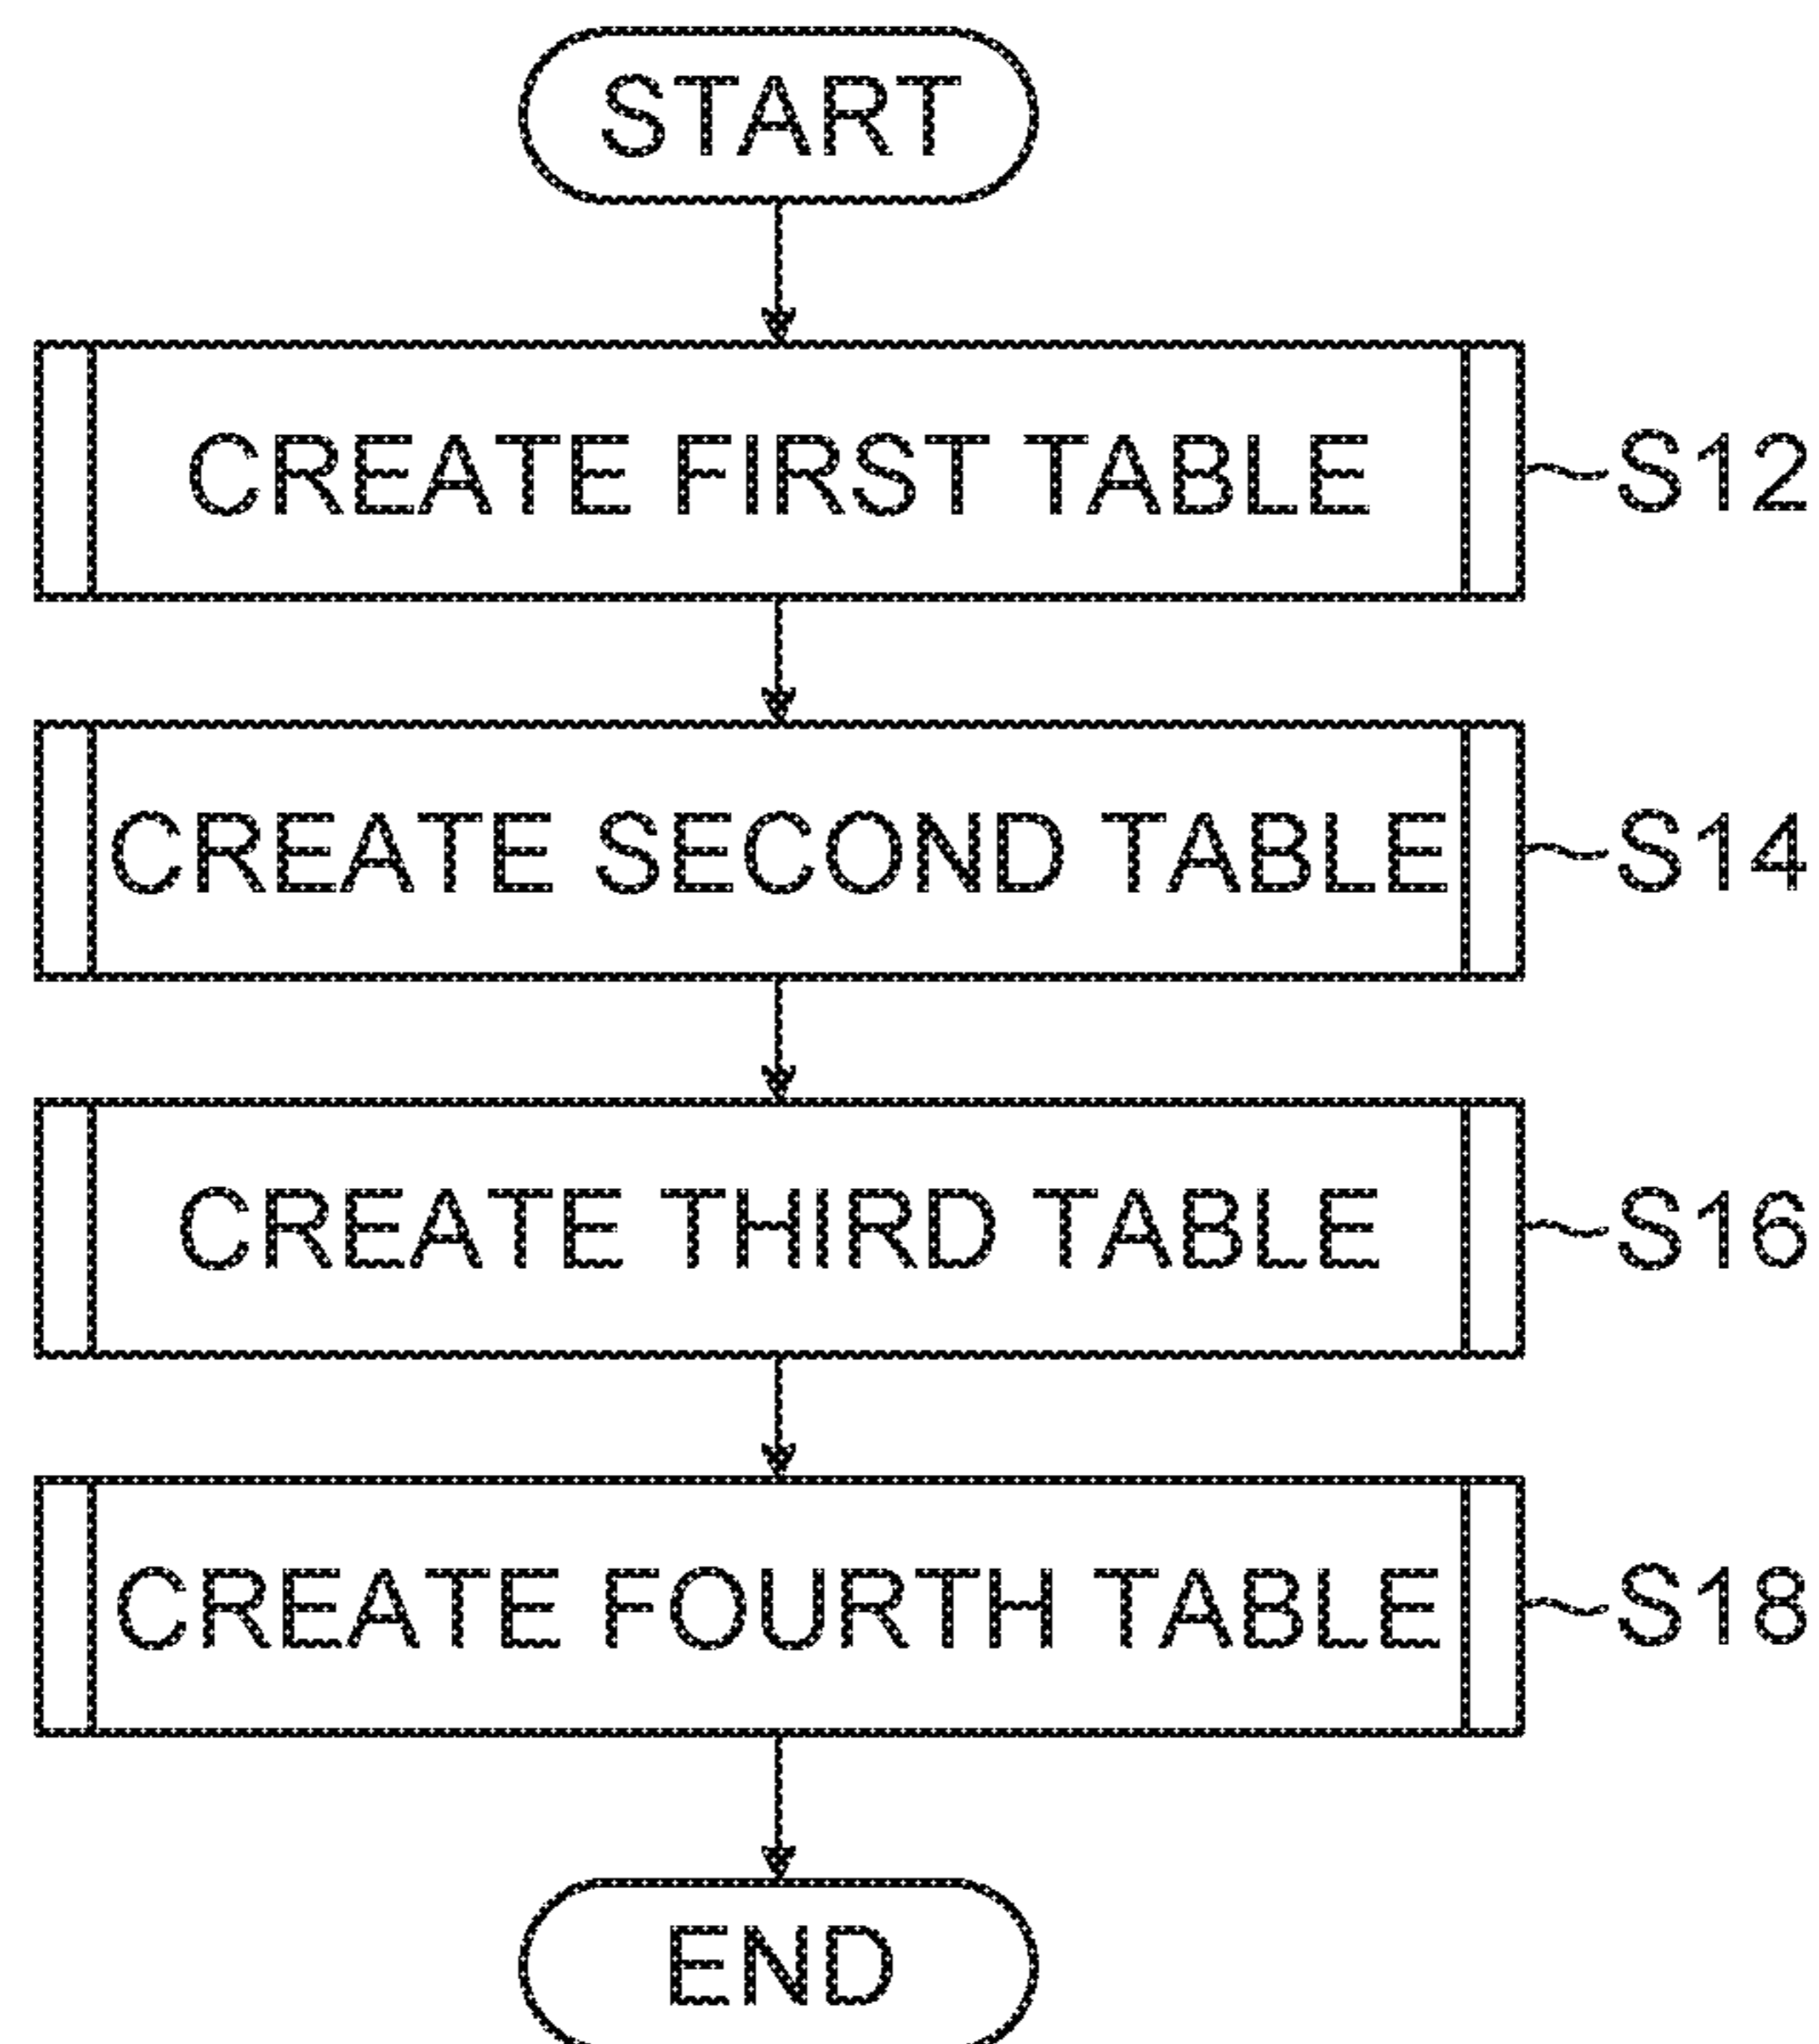 START
CREATE FIRST TABLE S12
CREATE SECOND TABLE S14
CREATE THIRD TABLE S16
CREATE FOURTH TABLE S18
END